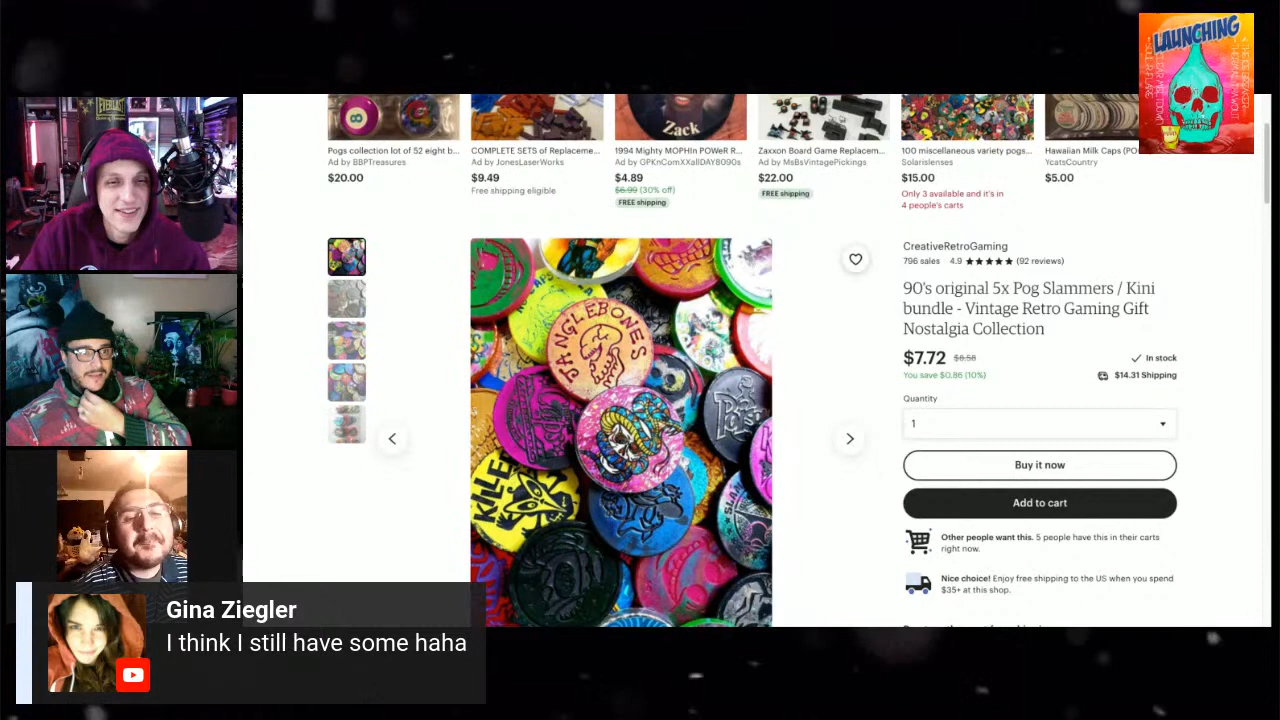 LAUNCHING
EVERLAST
Zack
Pogs collection lot of 52 eight b...
Ad by BBPTreasures
$20.00
COMPLETE SETS of Replaceme...
Ad by JonesLaserWorks
$9.49
Free shipping eligible
1994 Mighty MOPHIn POWeR R...
Ad by GPKnComXXallDAY8090s
$4.89
$6.99 (30% off)
FREE shipping
Zaxxon Board Game Replacem...
Ad by MsBsVintagePickings
$22.00
FREE shipping
100 miscellaneous variety pogs...
Solarislenses
$15.00
Only 3 available and it's in
4 people's carts
Hawaiian Milk Caps (PO
YcatsCountry
$5.00
JANGLEBONES
KILLE
SLAM
CreativeRetroGaming
796 sales 4.9 ★★★★★ (92 reviews)
90's original 5x Pog Slammers / Kini
bundle - Vintage Retro Gaming Gift
Nostalgia Collection
$7.72 $8.58
In stock
You save $0.86 (10%)
$14.31 Shipping
Quantity
1
Buy it now
Add to cart
Other people want this. 5 people have this in their carts
right now.
Nice choice! Enjoy free shipping to the US when you spend
$35+ at this shop.
Gina Ziegler
I think I still have some haha